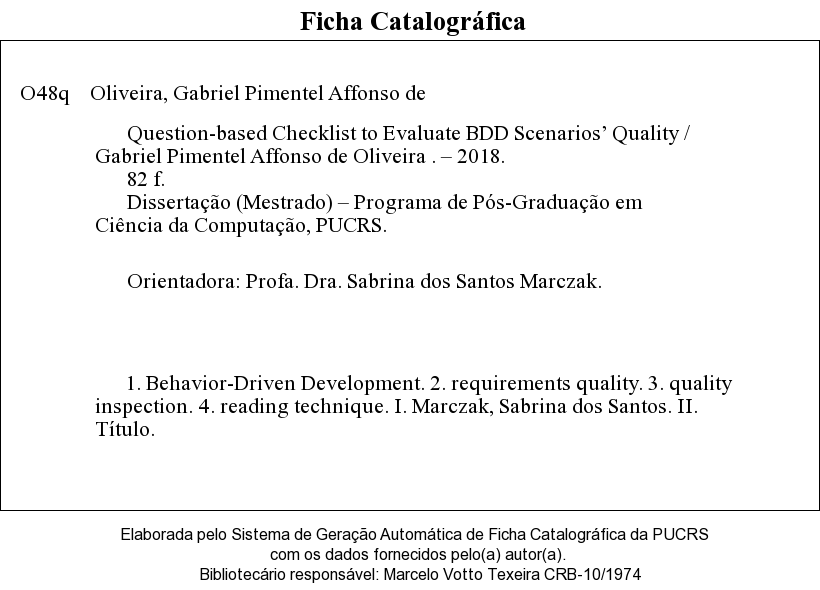 Ficha Catalográfica
O48q Oliveira, Gabriel Pimentel Affonso de
Question-based Checklist to Evaluate BDD Scenarios’ Quality /
Gabriel Pimentel Affonso de Oliveira . – 2018.
82 f.
Dissertação (Mestrado) – Programa de Pós-Graduação em
Ciência da Computação, PUCRS.
Orientadora: Profa. Dra. Sabrina dos Santos Marczak.
1. Behavior-Driven Development. 2. requirements quality. 3. quality
inspection. 4. reading technique. I. Marczak, Sabrina dos Santos. II.
Título.
Elaborada pelo Sistema de Geração Automática de Ficha Catalográfica da PUCRS
com os dados fornecidos pelo(a) autor(a).
Bibliotecário responsável: Marcelo Votto Texeira CRB-10/1974